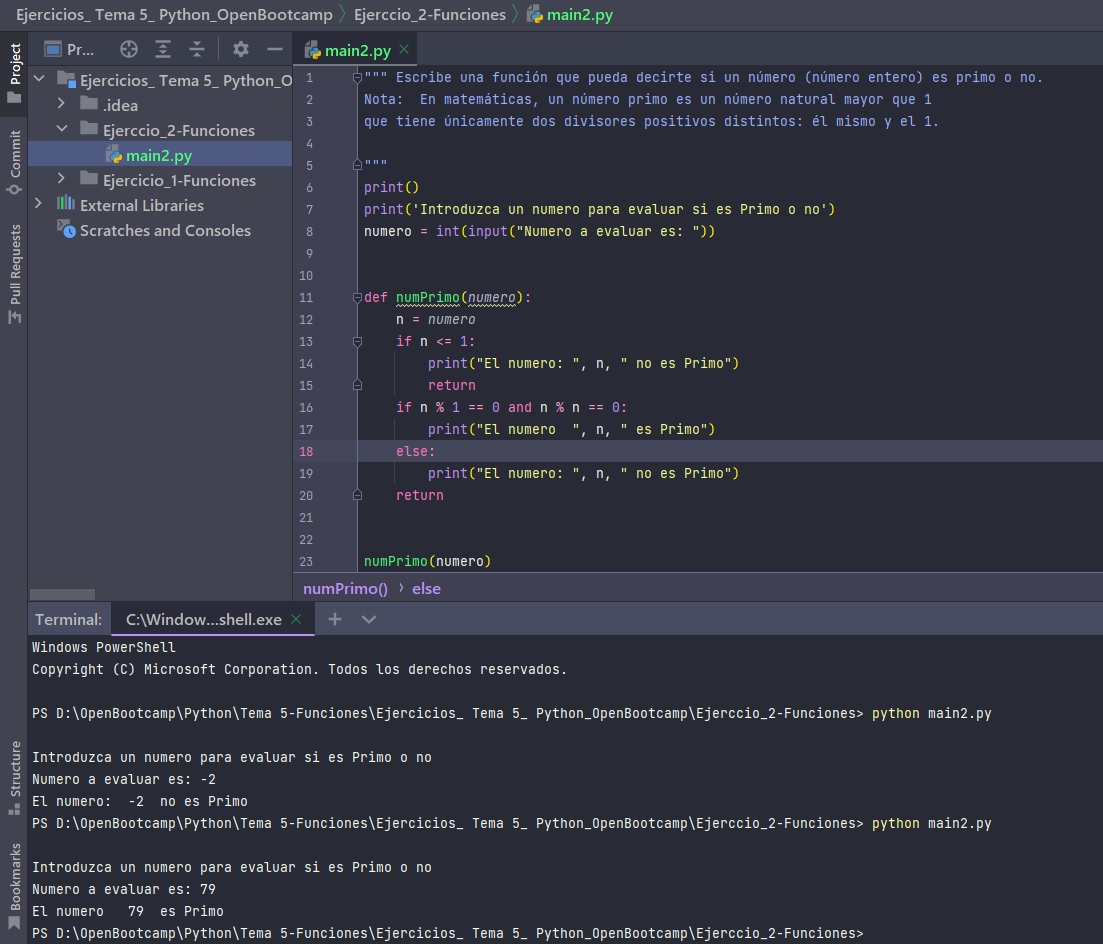 Ejercicios_ Tema 5_ Python_OpenBootcamp 〉 Ejerccio_2-Funciones 〉 main2.py
Project
Commit
Pull Requests
Structure
Bookmarks
Pr...
Ejercicios_ Tema 5_ Python_O
.idea
Ejerccio_2-Funciones
main2.py
Ejercicio_1-Funciones
External Libraries
Scratches and Consoles
main2.py
1 """ Escribe una función que pueda decirte si un número (número entero) es primo o no.
2 Nota:  En matemáticas, un número primo es un número natural mayor que 1
3 que tiene únicamente dos divisores positivos distintos: él mismo y el 1.
4
5 """
6 print()
7 print('Introduzca un numero para evaluar si es Primo o no')
8 numero = int(input("Numero a evaluar es: "))
9
10
11 def numPrimo(numero):
12     n = numero
13     if n <= 1:
14         print("El numero: ", n, " no es Primo")
15         return
16     if n % 1 == 0 and n % n == 0:
17         print("El numero  ", n, " es Primo")
18     else:
19         print("El numero: ", n, " no es Primo")
20     return
21
22
23 numPrimo(numero)
numPrimo() › else
Terminal: C:\Window...shell.exe
Windows PowerShell
Copyright (C) Microsoft Corporation. Todos los derechos reservados.
PS D:\OpenBootcamp\Python\Tema 5-Funciones\Ejercicios_ Tema 5_ Python_OpenBootcamp\Ejerccio_2-Funciones> python main2.py
Introduzca un numero para evaluar si es Primo o no
Numero a evaluar es: -2
El numero:  -2  no es Primo
PS D:\OpenBootcamp\Python\Tema 5-Funciones\Ejercicios_ Tema 5_ Python_OpenBootcamp\Ejerccio_2-Funciones> python main2.py
Introduzca un numero para evaluar si es Primo o no
Numero a evaluar es: 79
El numero   79  es Primo
PS D:\OpenBootcamp\Python\Tema 5-Funciones\Ejercicios_ Tema 5_ Python_OpenBootcamp\Ejerccio_2-Funciones>